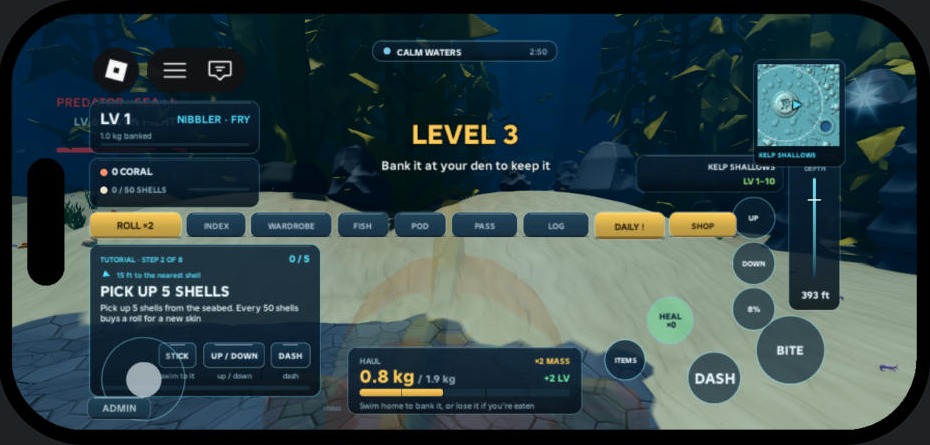 CALM WATERS 2:50
PREDATOR
LV 1 NIBBLER · FRY
1.0 kg banked
LEVEL 3
Bank it at your den to keep it
0 CORAL
0 / 50 SHELLS
KELP SHALLOWS
KELP SHALLOWS
LV 1–10
DEPTH
ROLL ×2 INDEX WARDROBE FISH POD PASS LOG DAILY ! SHOP UP
TUTORIAL · STEP 2 OF 8 0 / 5
15 ft to the nearest shell
PICK UP 5 SHELLS
Pick up 5 shells from the seabed. Every 50 shells
buys a roll for a new skin
DOWN
393 ft
8%
HEAL
×0
STICK UP / DOWN DASH
swim to it up / down dash
ADMIN
HAUL ×2 MASS
0.8 kg / 1.9 kg +2 LV
Swim home to bank it, or lose it if you're eaten
ITEMS
DASH
BITE